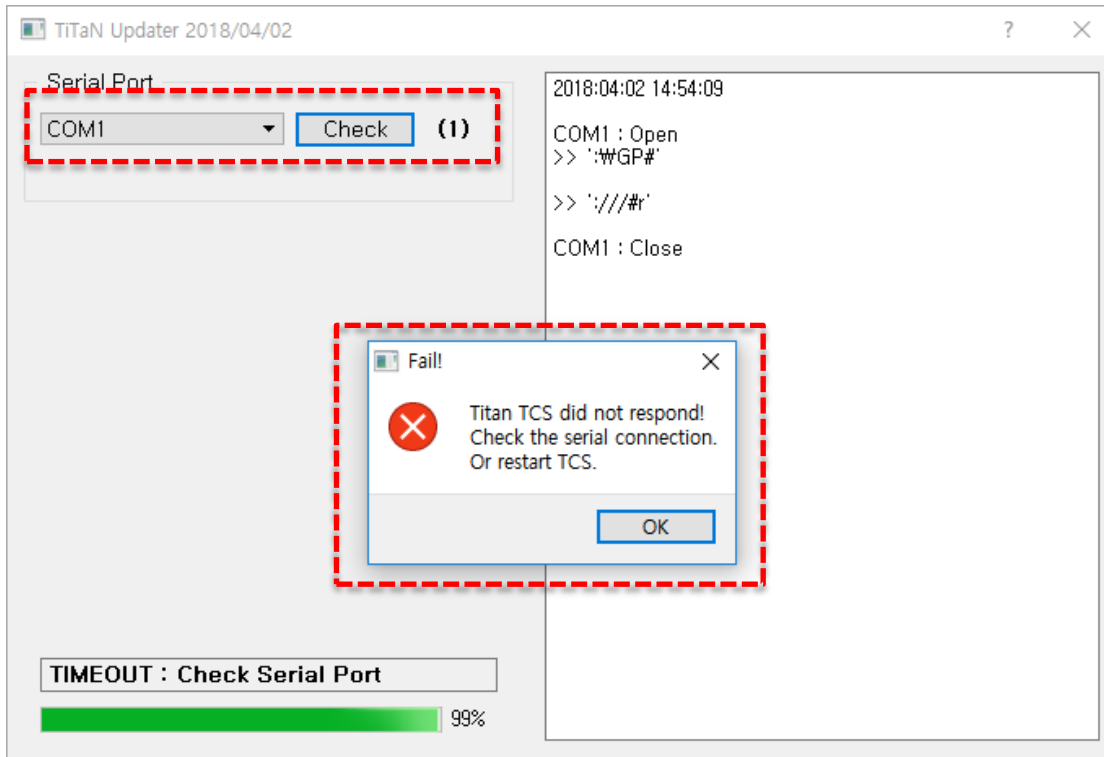 TiTaN Updater 2018/04/02
Serial Port
COM1
Check
(1)
2018:04:02 14:54:09
COM1 : Open
>> ':₩GP#'
>> ':///#r'
COM1 : Close
Fail!
Titan TCS did not respond!
Check the serial connection.
Or restart TCS.
OK
TIMEOUT : Check Serial Port
99%